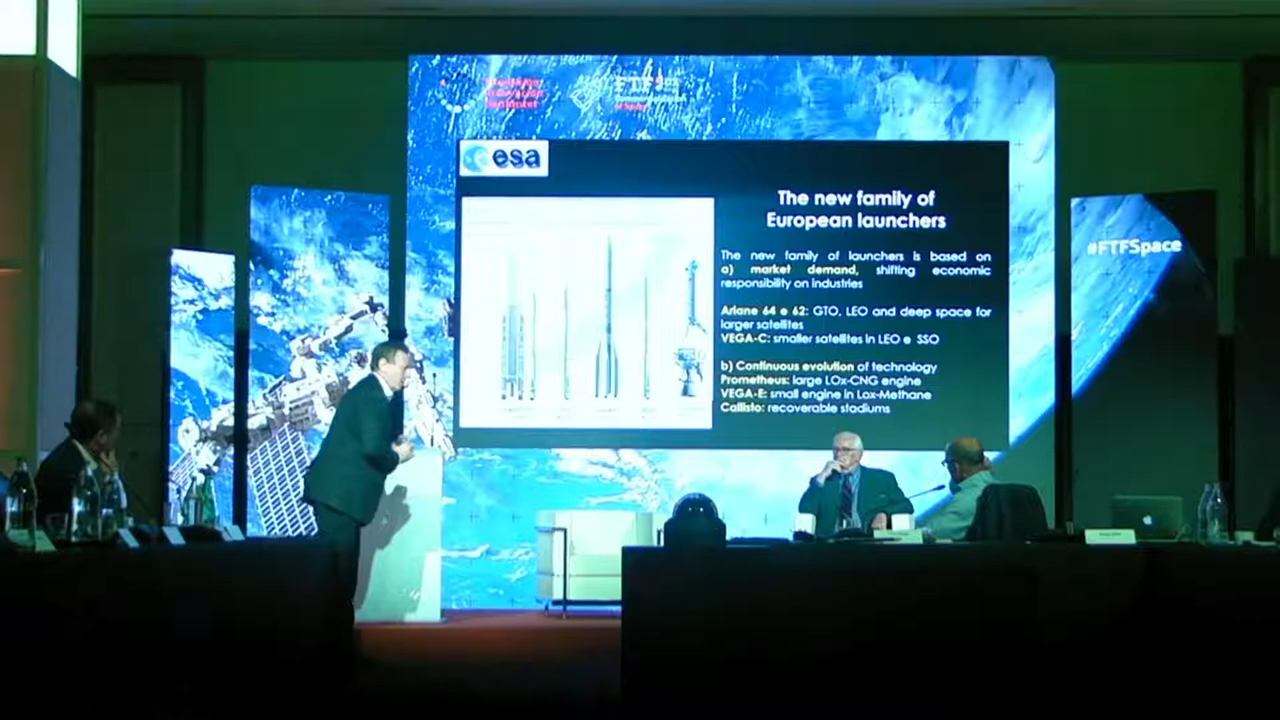 FTF
esa
The new family of
European launchers
The new family of launchers is based on
a) market demand, shifting economic
responsibility on industries
Ariane 64 e 62: GTO, LEO and deep space for
larger satellites
VEGA-C: smaller satellites in LEO e SSO
b) Continuous evolution of technology
Prometheus: large LOx-CNG engine
VEGA-E: small engine in Lox-Methane
Callisto: recoverable stadiums
#FTFSpace